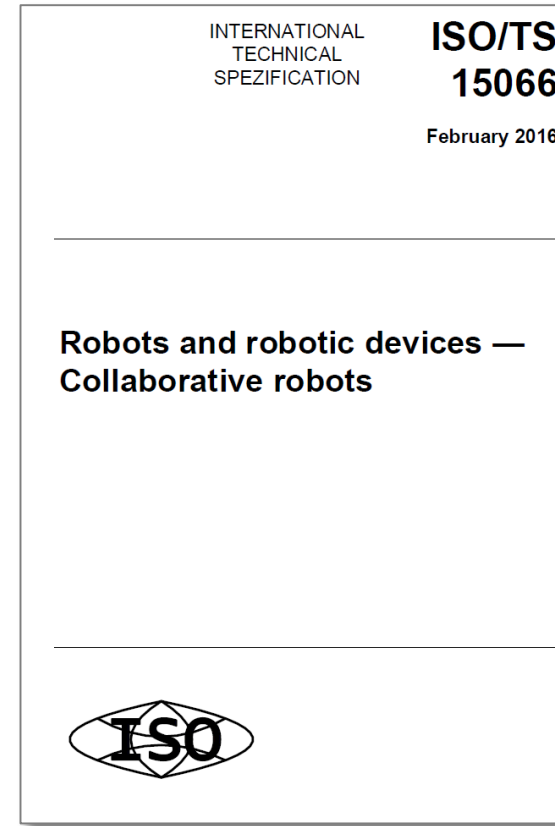 INTERNATIONAL
TECHNICAL
SPEZIFICATION
ISO/TS
15066
February 2016
Robots and robotic devices —
Collaborative robots
ISO